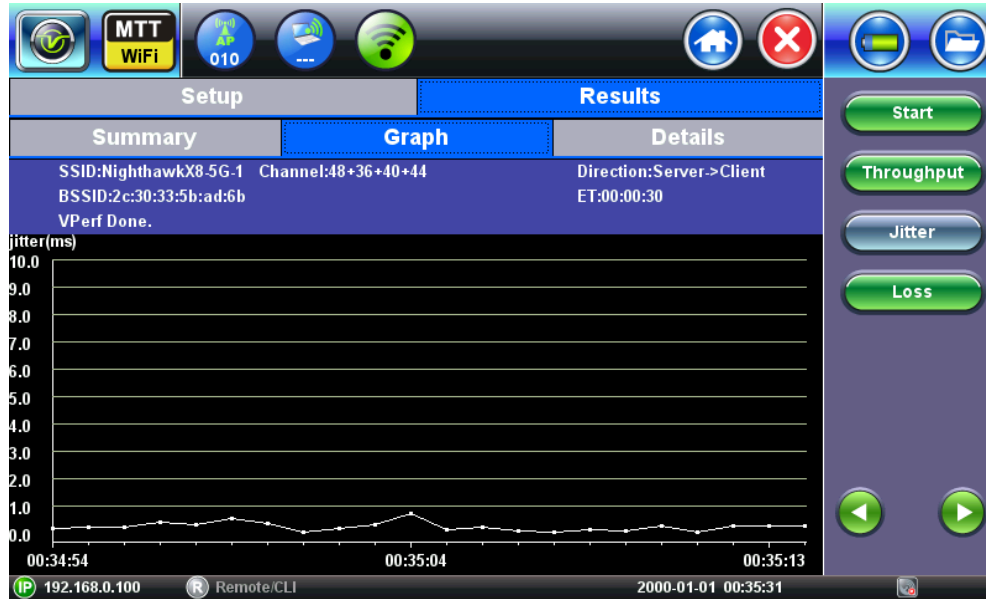 MTT
WiFi
AP
010
---
Setup
Results
Summary
Graph
Details
SSID:NighthawkX8-5G-1 Channel:48+36+40+44 Direction:Server->Client
BSSID:2c:30:33:5b:ad:6b ET:00:00:30
VPerf Done.
jitter(ms)
10.0
9.0
8.0
7.0
6.0
5.0
4.0
3.0
2.0
1.0
0.0
00:34:54 00:35:04 00:35:13
Start
Throughput
Jitter
Loss
IP 192.168.0.100 R Remote/CLI 2000-01-01 00:35:31